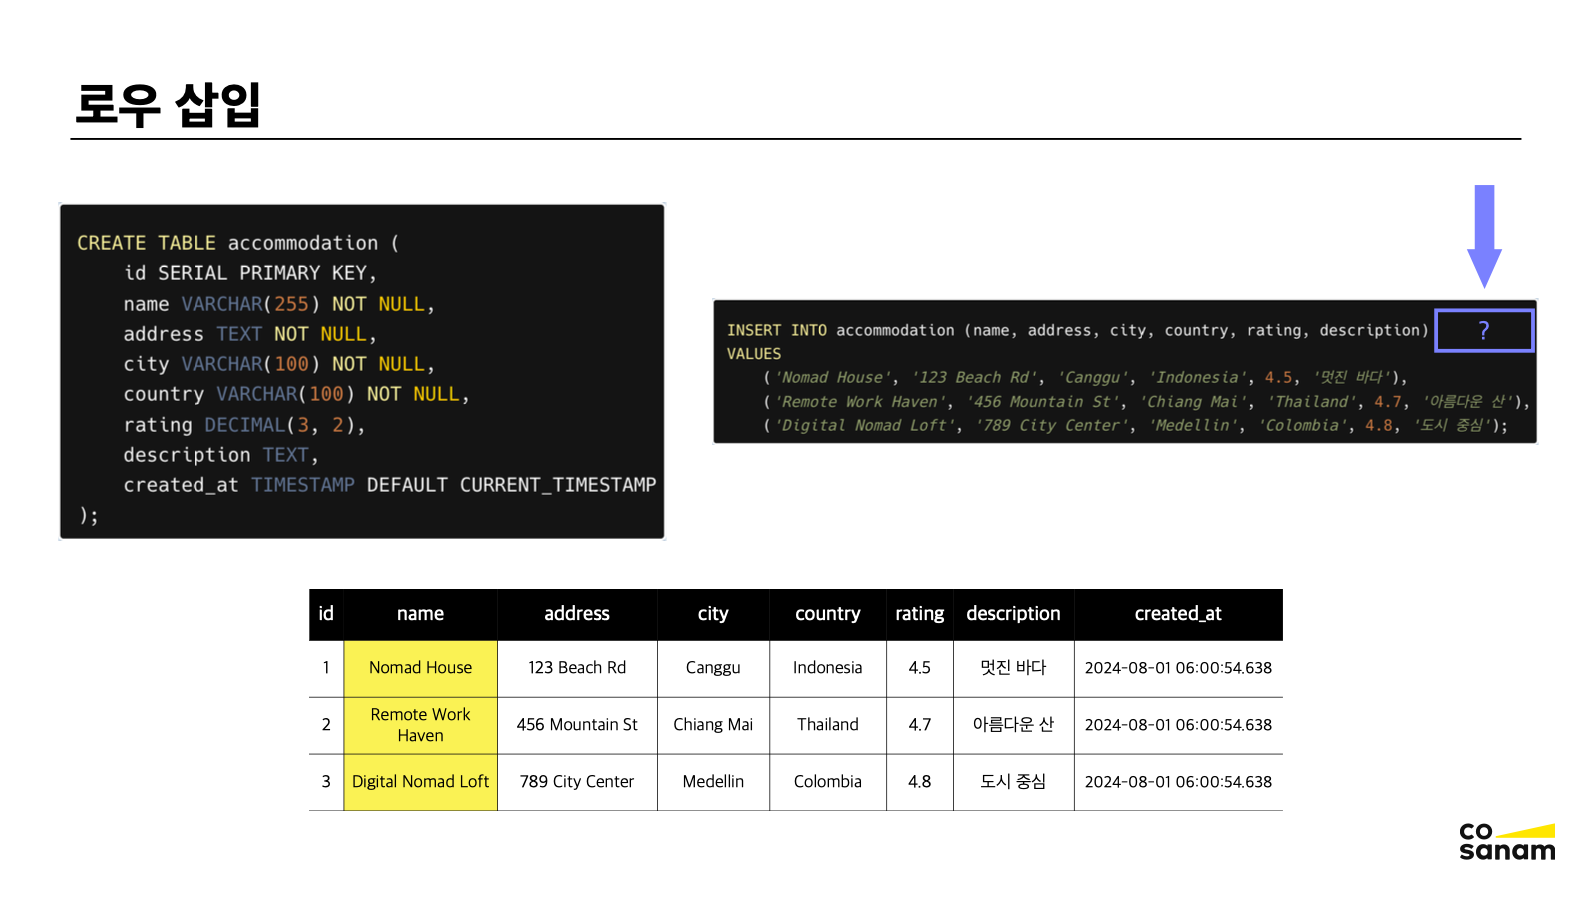 로우 삽입
CREATE TABLE accommodation (
    id SERIAL PRIMARY KEY,
    name VARCHAR(255) NOT NULL,
    address TEXT NOT NULL,
    city VARCHAR(100) NOT NULL,
    country VARCHAR(100) NOT NULL,
    rating DECIMAL(3, 2),
    description TEXT,
    created_at TIMESTAMP DEFAULT CURRENT_TIMESTAMP
);
INSERT INTO accommodation (name, address, city, country, rating, description) ?
VALUES
    ('Nomad House', '123 Beach Rd', 'Canggu', 'Indonesia', 4.5, '멋진 바다'),
    ('Remote Work Haven', '456 Mountain St', 'Chiang Mai', 'Thailand', 4.7, '아름다운 산'),
    ('Digital Nomad Loft', '789 City Center', 'Medellin', 'Colombia', 4.8, '도시 중심');
id name address city country rating description created_at
1 Nomad House 123 Beach Rd Canggu Indonesia 4.5 멋진 바다 2024-08-01 06:00:54.638
2 Remote Work Haven 456 Mountain St Chiang Mai Thailand 4.7 아름다운 산 2024-08-01 06:00:54.638
3 Digital Nomad Loft 789 City Center Medellin Colombia 4.8 도시 중심 2024-08-01 06:00:54.638
co
sanam